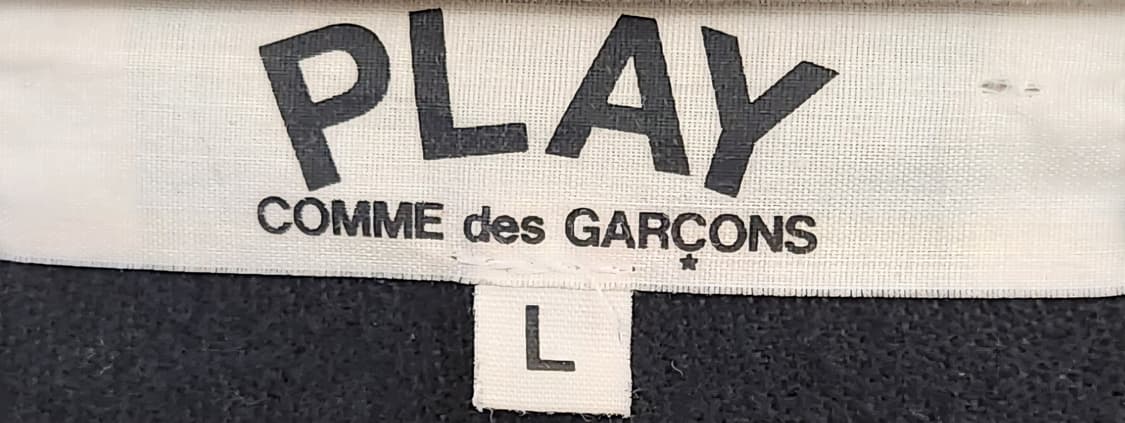 PLAY
COMME des GARÇONS
L